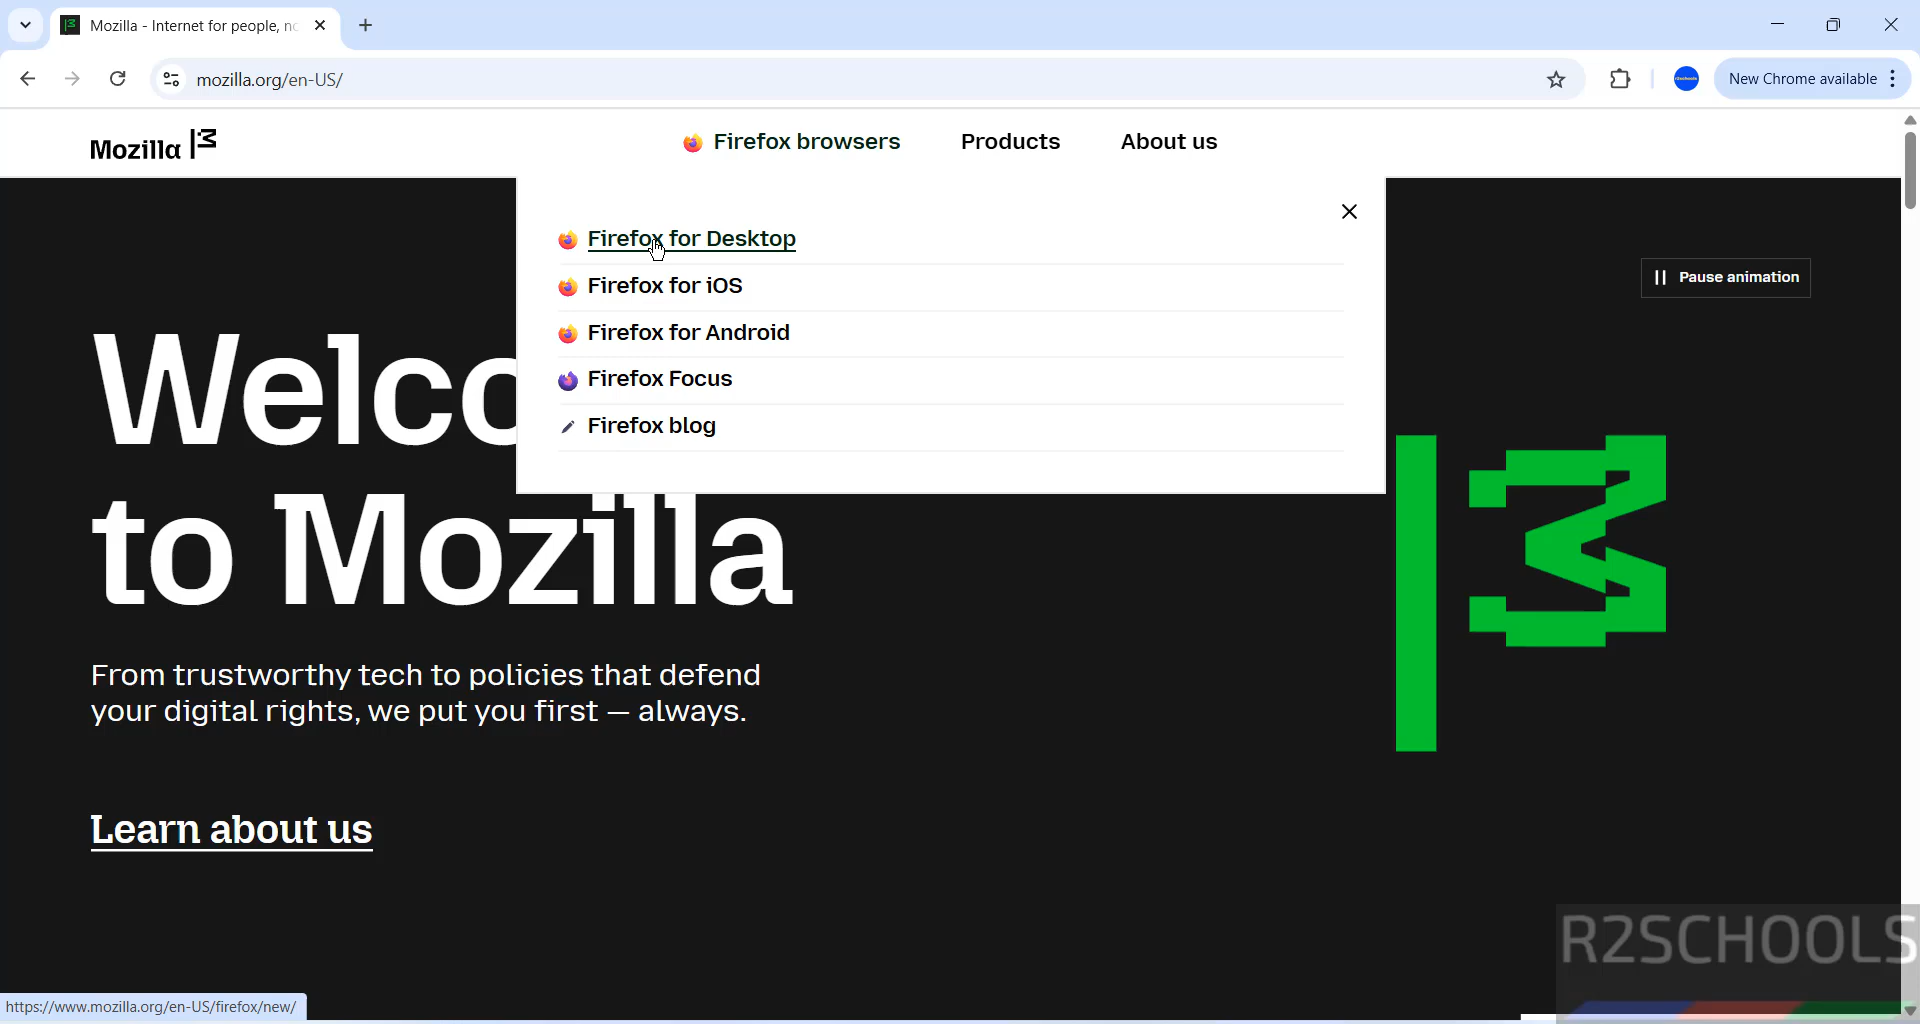 Mozilla - Internet for people, no
mozilla.org/en-US/
New Chrome available
Mozilla
Firefox browsers
Products
About us
Firefox for Desktop
Firefox for iOS
Firefox for Android
Firefox Focus
Firefox blog
Pause animation
Welco
to Mozilla
From trustworthy tech to policies that defend
your digital rights, we put you first — always.
Learn about us
R2SCHOOLS
https://www.mozilla.org/en-US/firefox/new/